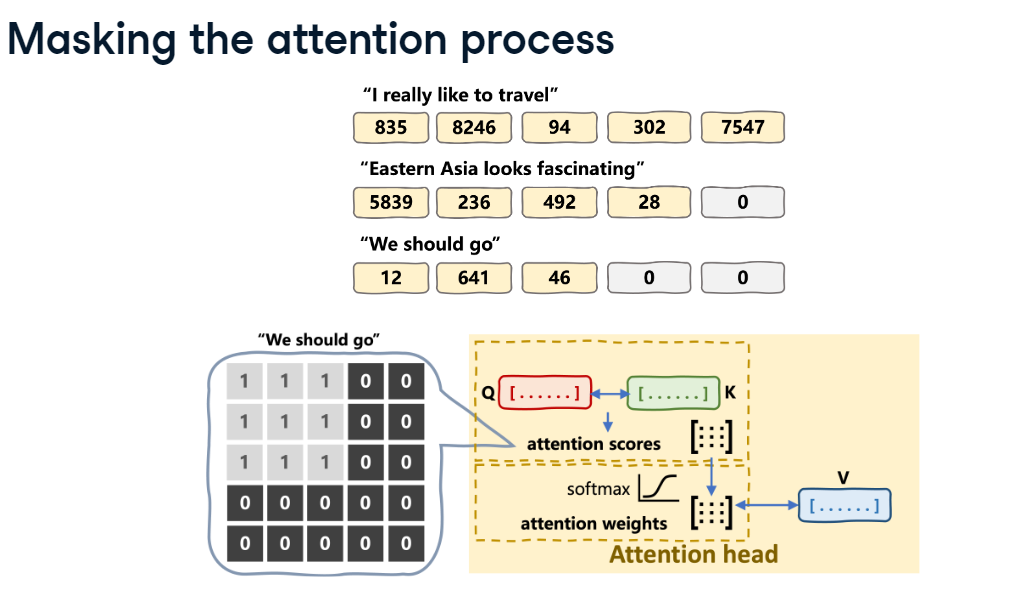 Masking the attention process
“I really like to travel”
835 8246 94 302 7547
“Eastern Asia looks fascinating”
5839 236 492 28 0
“We should go”
12 641 46 0 0
“We should go”
1 1 1 0 0
1 1 1 0 0
1 1 1 0 0
0 0 0 0 0
0 0 0 0 0
Q [......] [......] K
attention scores [:::]
softmax
attention weights [:::]
V
[......]
Attention head